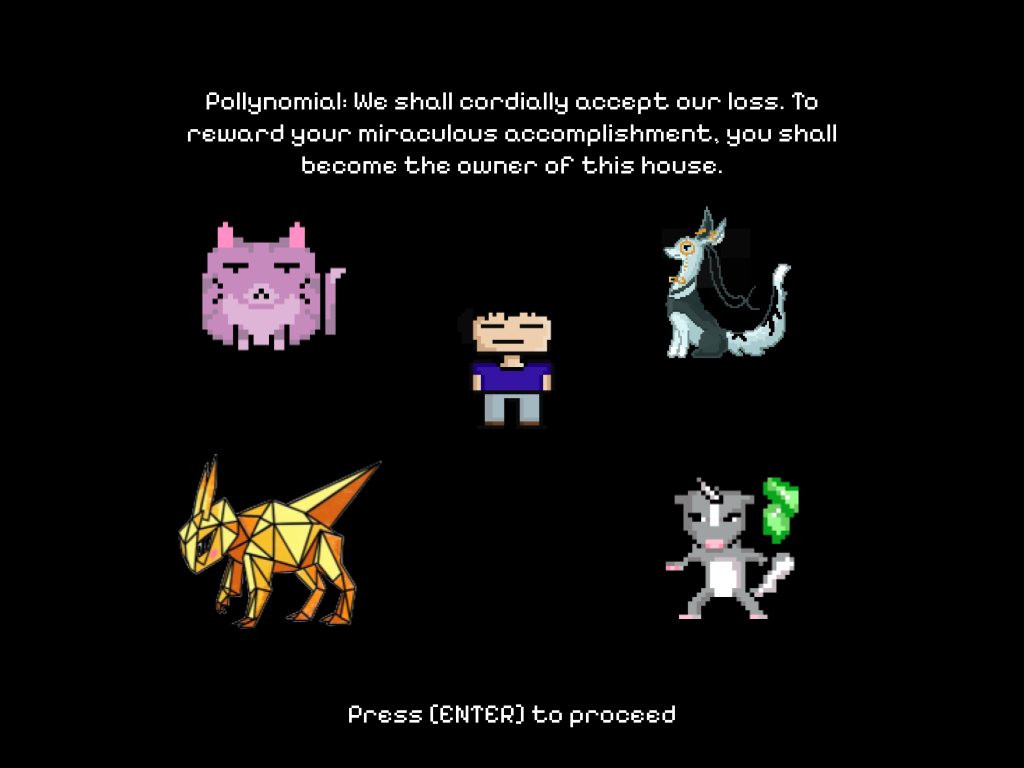 Pollynomial: We shall cordially accept our loss. To
reward your miraculous accomplishment, you shall
become the owner of this house.
Press (ENTER) to proceed